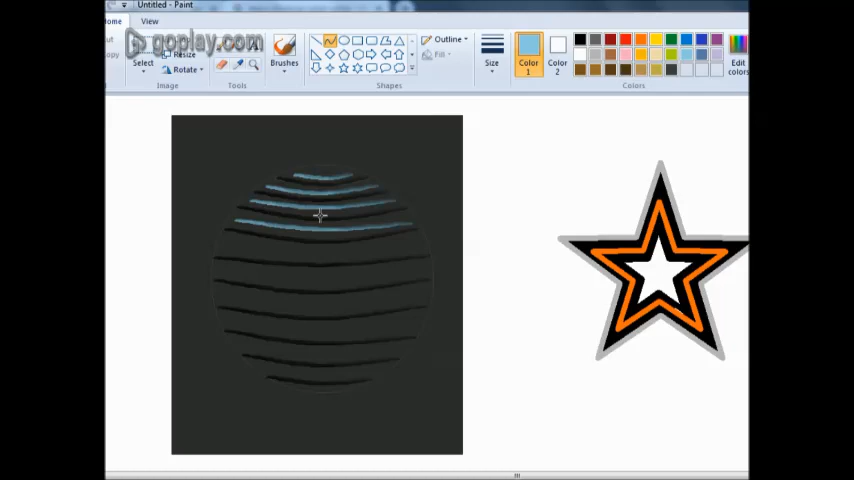 Untitled - Paint
Home
View
goplay.com
Select
Resize
Rotate
Image
Tools
Brushes
Shapes
Outline
Fill
Size
Color 1
Color 2
Colors
Edit colors